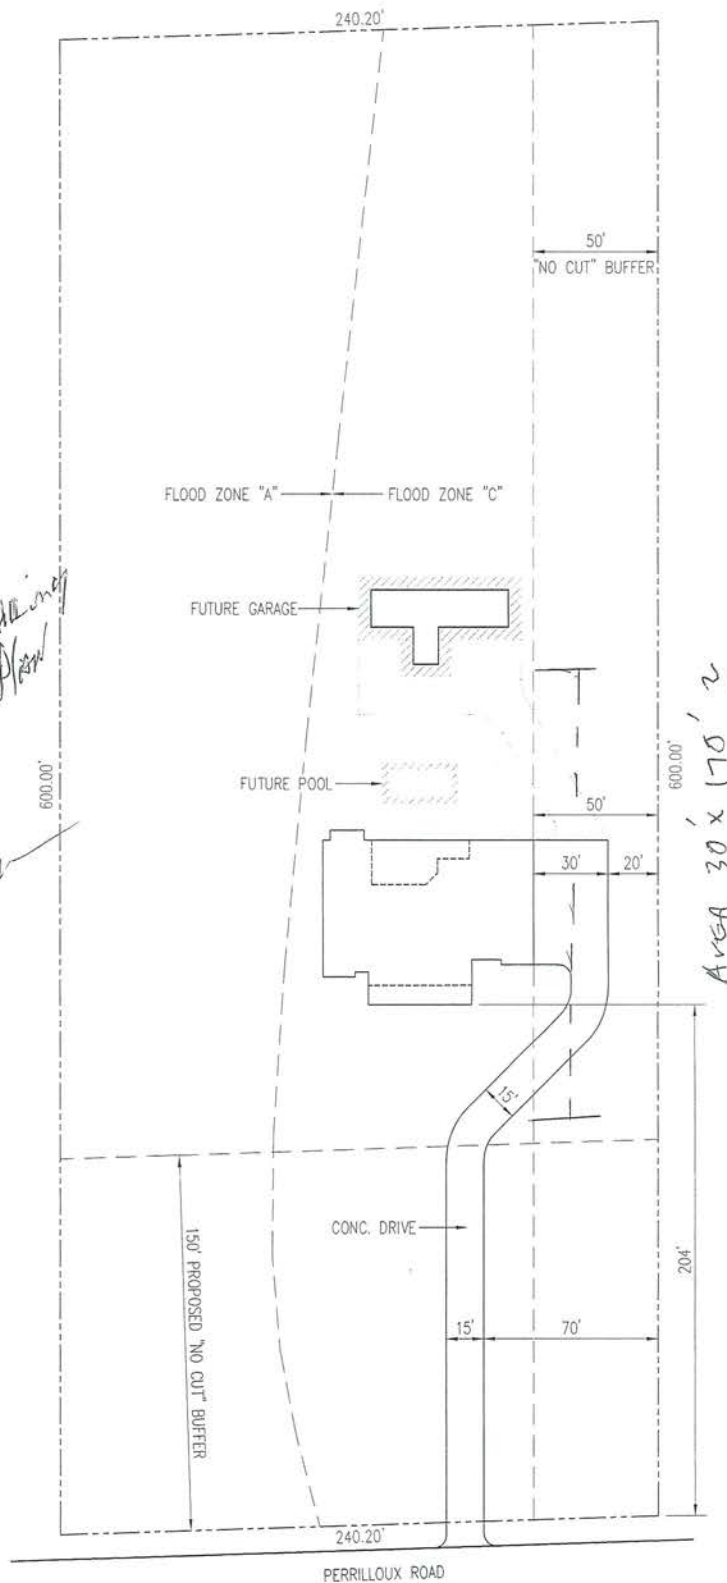 240.20'
50'
"NO CUT" BUFFER
FLOOD ZONE "A"
FLOOD ZONE "C"
Plan
FUTURE GARAGE
600.00'
FUTURE POOL
600.00'
50'
30'
20'
AREA 30' x 170'
15'
150' PROPOSED "NO CUT" BUFFER
CONC. DRIVE
204'
15'
70'
240.20'
PERRILLOUX ROAD